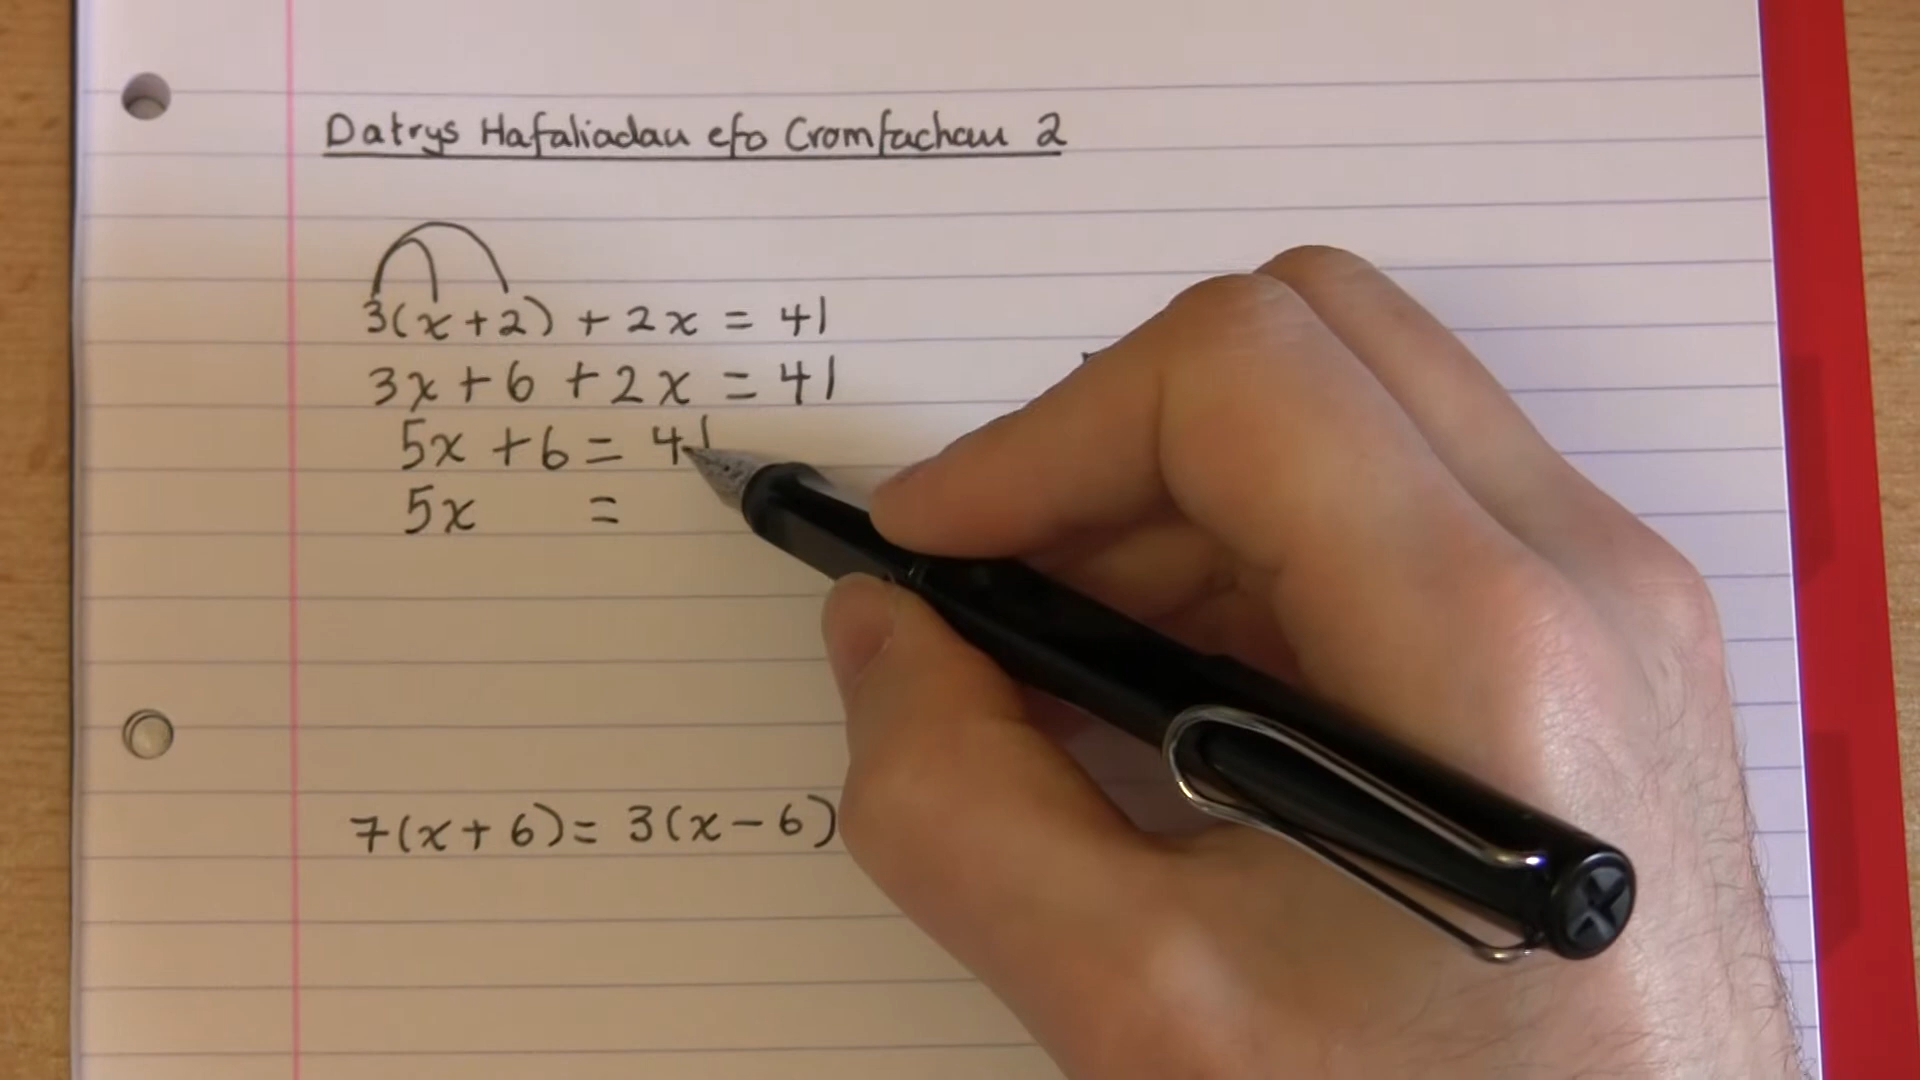 Datrys Hafaliadau efo Cromfachau 2
3(x+2) + 2x = 41
3x + 6 + 2x = 41
5x + 6 = 41
5x =
7(x + 6) = 3(x - 6)